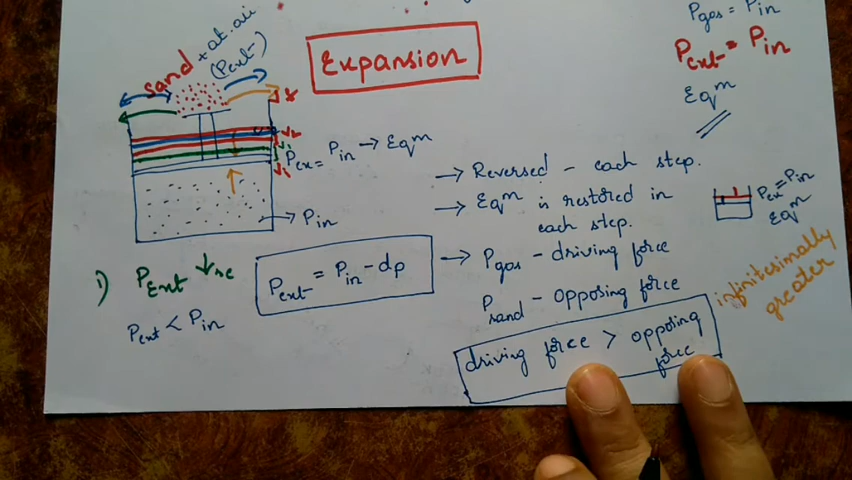 sand + at. air
(Pext)
Expansion
Pgas = Pin
Pext = Pin
Eqm
Pex = Pin → Eqm
→ Pin
→ Reversed - each step.
→ Eqm is restored in
each step.
→ Pgas - driving force
Psand - opposing force
driving force > opposing
force
Pex = Pin
Eqm
infinitesimally
greater
1) PExt ↓se
Pext < Pin
Pext = Pin - dp